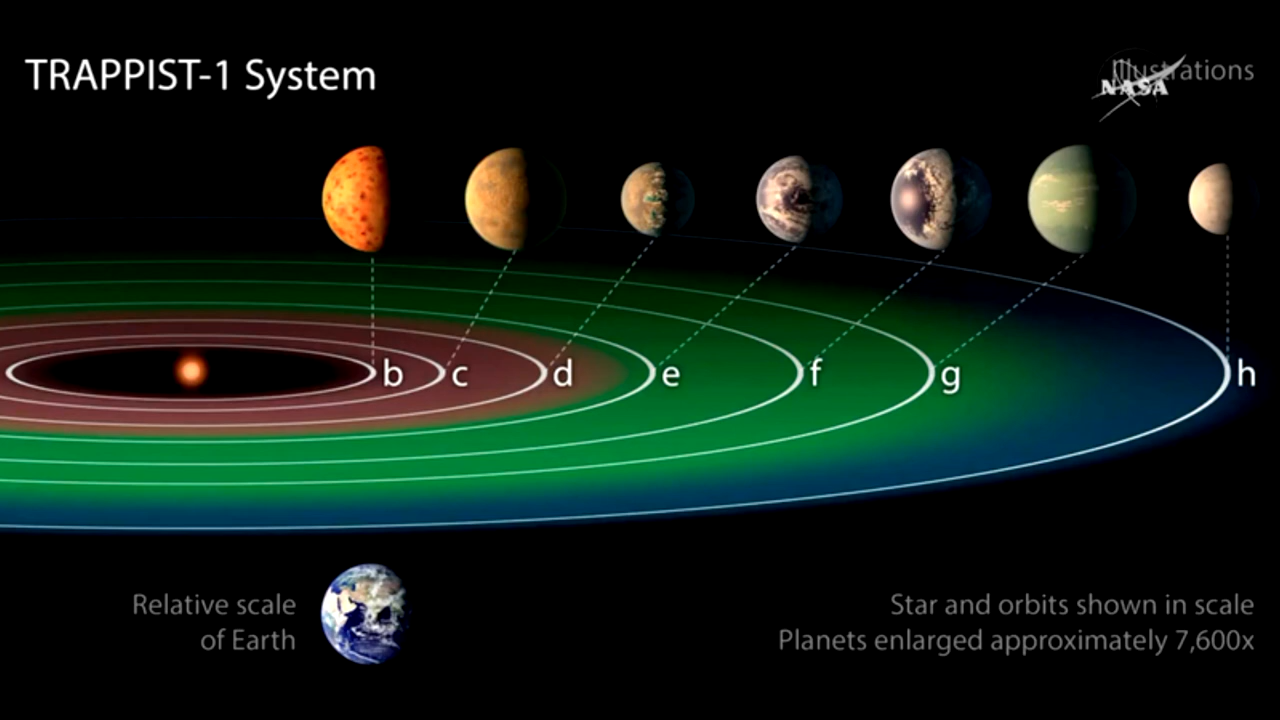 TRAPPIST-1 System
Illustrations
NASA
b
c
d
e
f
g
h
Relative scale
of Earth
Star and orbits shown in scale
Planets enlarged approximately 7,600x